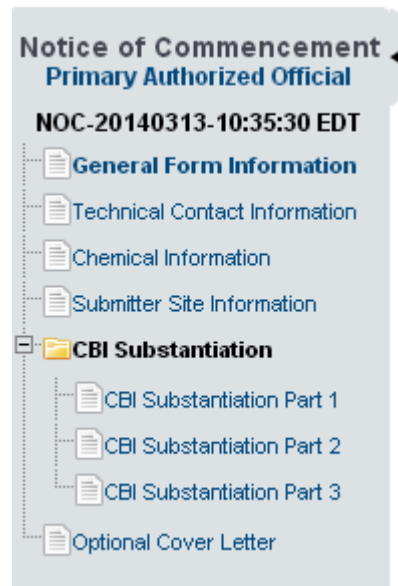 Notice of Commencement
Primary Authorized Official
NOC-20140313-10:35:30 EDT
General Form Information
Technical Contact Information
Chemical Information
Submitter Site Information
CBI Substantiation
CBI Substantiation Part 1
CBI Substantiation Part 2
CBI Substantiation Part 3
Optional Cover Letter